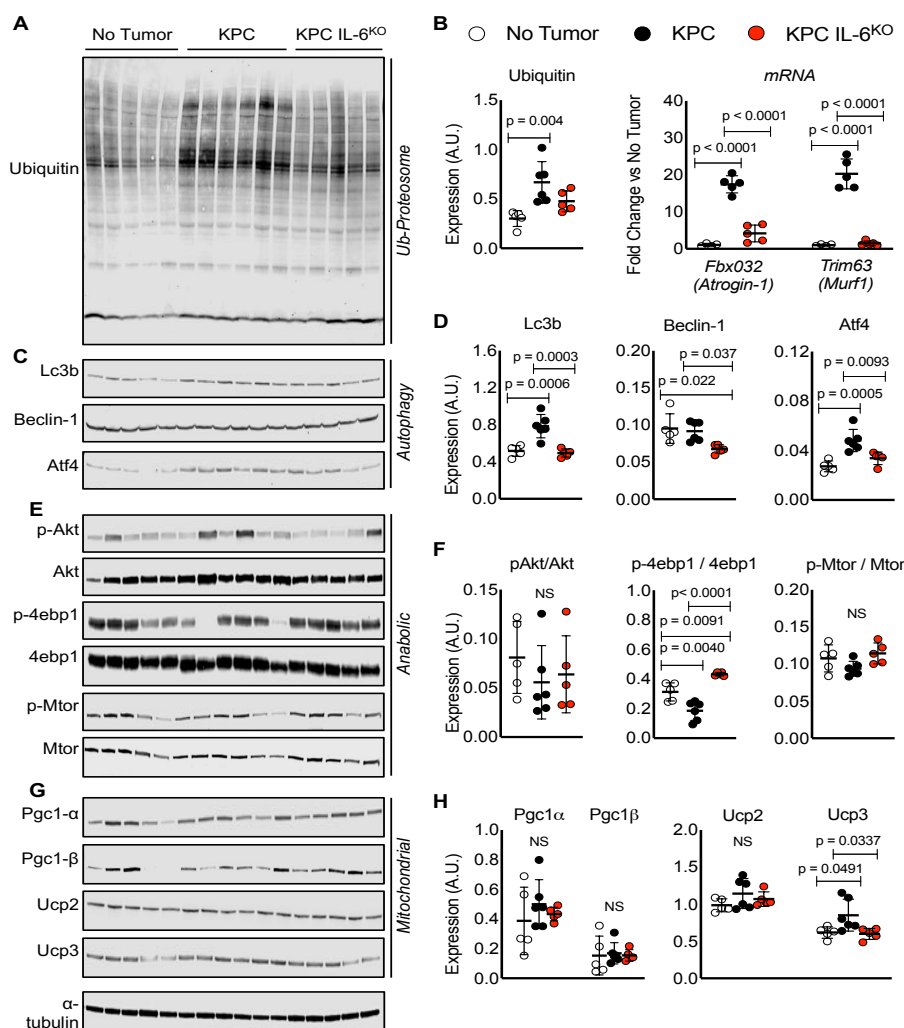 A
No Tumor KPC KPC IL-6KO
Ubiquitin
Ub-Proteosome
B
No Tumor KPC KPC IL-6KO
Ubiquitin
Expression (A.U.)
1.5
1.0
0.5
0.0
p = 0.004
mRNA
Fold Change vs No Tumor
40
30
20
10
0
p < 0.0001
p < 0.0001
p < 0.0001
p < 0.0001
Fbx032 Trim63
(Atrogin-1) (Murf1)
C
Lc3b
Beclin-1
Atf4
Autophagy
D
Lc3b
Expression (A.U.)
1.6
1.2
0.8
0.4
0.0
p = 0.0003
p = 0.0006
Beclin-1
0.20
0.15
0.10
0.05
0.00
p = 0.037
p = 0.022
Atf4
0.12
0.08
0.04
0.00
p = 0.0093
p = 0.0005
E
p-Akt
Akt
p-4ebp1
4ebp1
p-Mtor
Mtor
Anabolic
F
pAkt/Akt
Expression (A.U.)
0.15
0.10
0.05
0.00
NS
p-4ebp1 / 4ebp1
1.0
0.8
0.6
0.4
0.2
0.0
p< 0.0001
p = 0.0091
p = 0.0040
p-Mtor / Mtor
0.20
0.15
0.10
0.05
0.00
NS
G
Pgc1-α
Pgc1-β
Ucp2
Ucp3
α-
tubulin
Mitochondrial
H
Pgc1α Pgc1β
Expression (A.U.)
1.0
0.8
0.6
0.4
0.2
0.0
NS
NS
Ucp2 Ucp3
2.0
1.5
1.0
0.5
0.0
NS
p = 0.0337
p = 0.0491